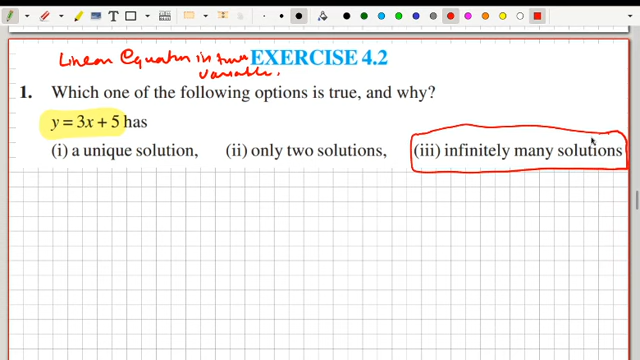 Linear Equation in two EXERCISE 4.2
variable.
1. Which one of the following options is true, and why?
y = 3x + 5 has
(i) a unique solution, (ii) only two solutions, (iii) infinitely many solutions